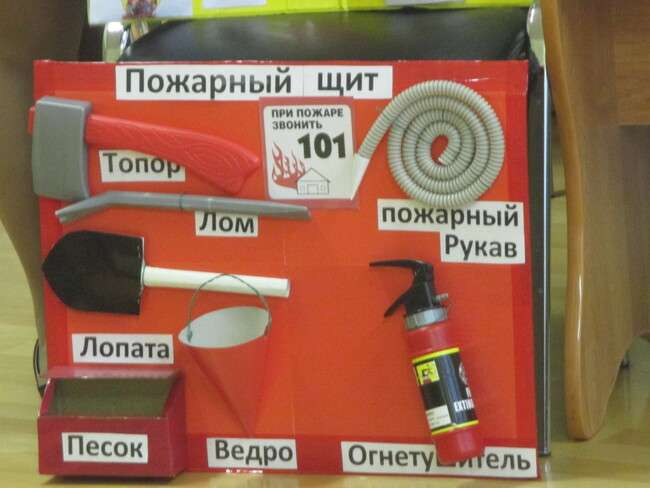 Пожарный щит
ПРИ ПОЖАРЕ
ЗВОНИТЬ
101
Топор
Лом
пожарный
Рукав
Лопата
Песок
Ведро
Огнетушитель